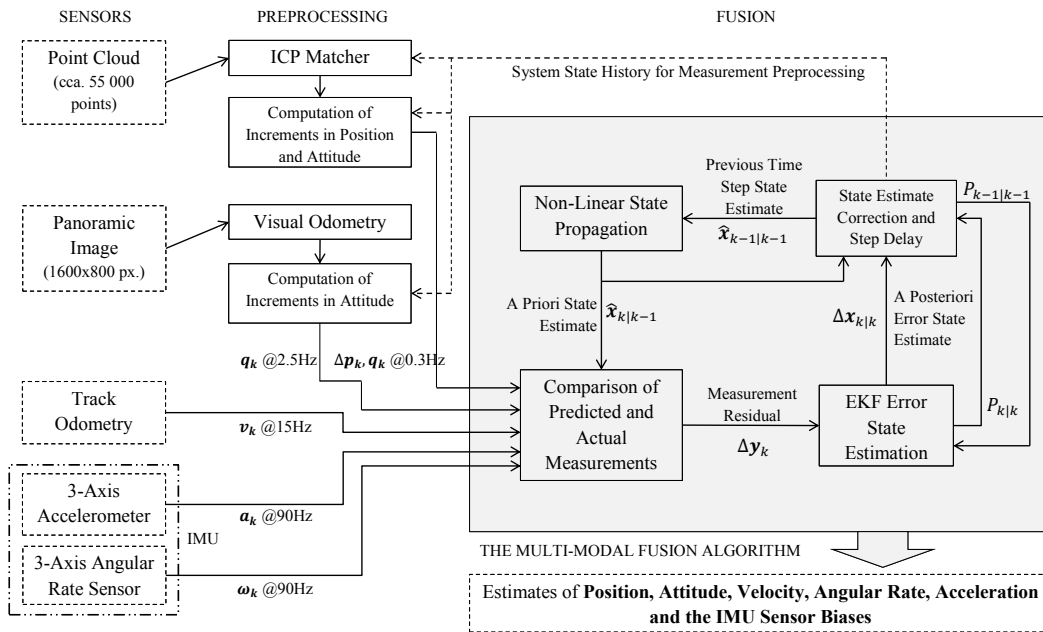 SENSORS
PREPROCESSING
FUSION
Point Cloud
(cca. 55 000
points)
ICP Matcher
System State History for Measurement Preprocessing
Computation of
Increments in Position
and Attitude
Panoramic
Image
(1600x800 px.)
Visual Odometry
Computation of
Increments in Attitude
q_k @2.5Hz
Δp_k, q_k @0.3Hz
Track
Odometry
v_k @15Hz
3-Axis
Accelerometer
a_k @90Hz
IMU
3-Axis Angular
Rate Sensor
ω_k @90Hz
Non-Linear State
Propagation
Previous Time
Step State
Estimate
x̂_{k−1|k−1}
State Estimate
Correction and
Step Delay
P_{k−1|k−1}
A Priori State
Estimate
x̂_{k|k−1}
Δx_{k|k}
A Posteriori
Error State
Estimate
Comparison of
Predicted and
Actual
Measurements
Measurement
Residual
Δy_k
EKF Error
State
Estimation
P_{k|k}
THE MULTI-MODAL FUSION ALGORITHM
Estimates of Position, Attitude, Velocity, Angular Rate, Acceleration
and the IMU Sensor Biases